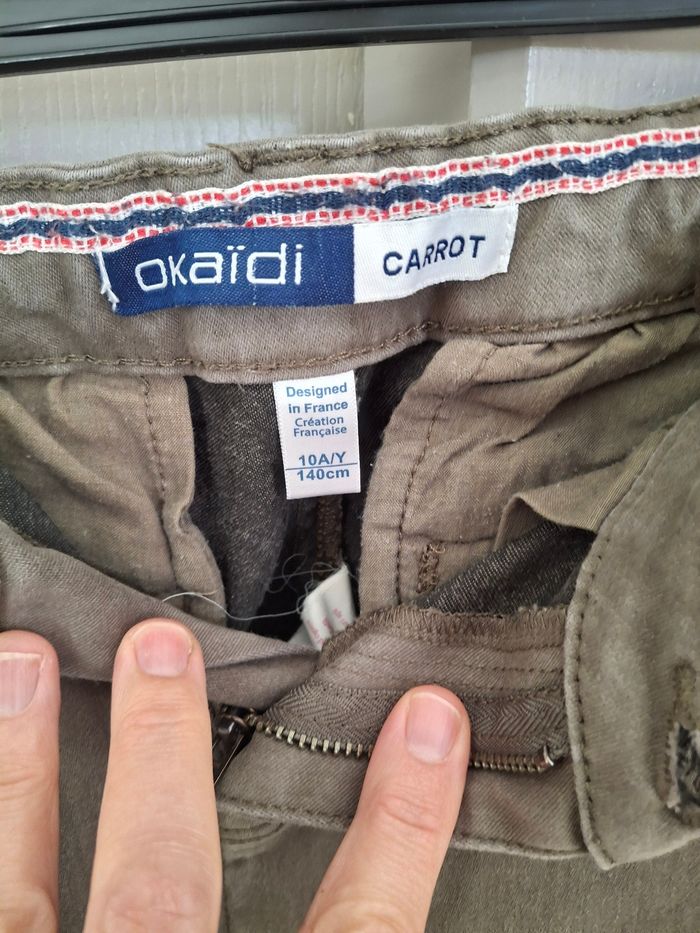 okaïdi
CARROT
Designed
in France
Création
Française
10A/Y
140cm